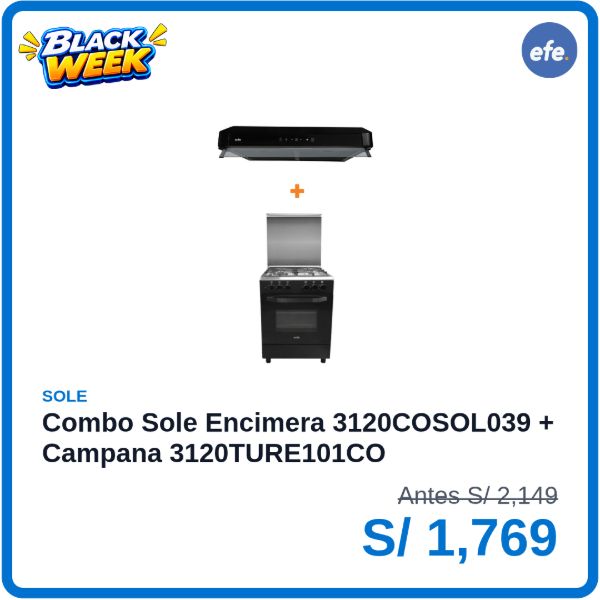 BLACK
WEEK
efe.
+
SOLE
Combo Sole Encimera 3120COSOL039 +
Campana 3120TURE101CO
Antes S/ 2,149
S/ 1,769